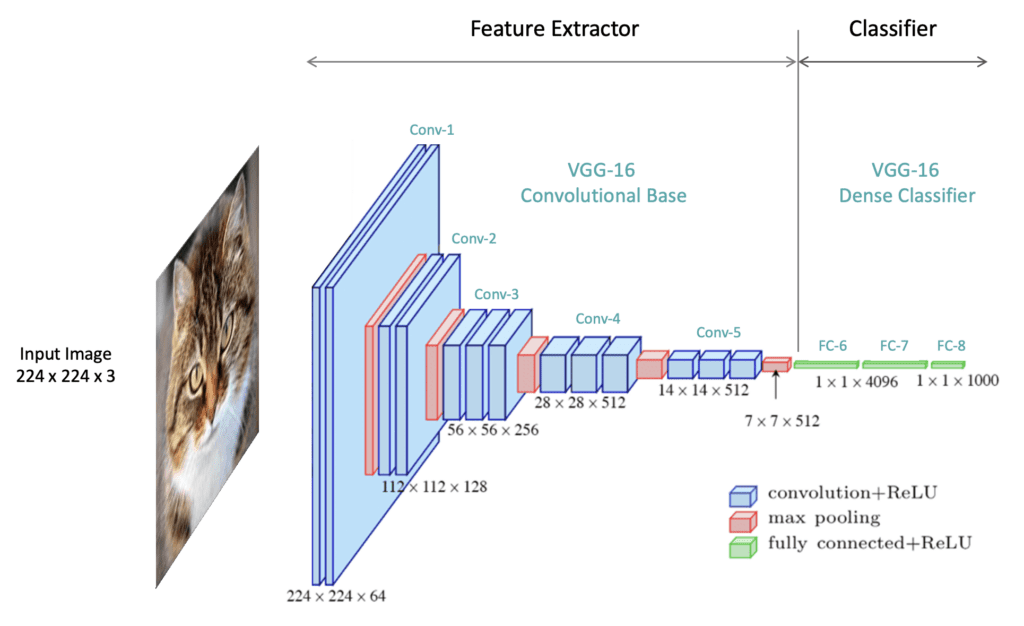 Feature Extractor
Classifier
Conv-1
VGG-16
Convolutional Base
VGG-16
Dense Classifier
Conv-2
Conv-3
Conv-4
Conv-5
Input Image
224 x 224 x 3
FC-6
FC-7
FC-8
1 × 1 × 4096
1 × 1 × 1000
14 × 14 × 512
28 × 28 × 512
7 × 7 × 512
56 × 56 × 256
112 × 112 × 128
convolution+ReLU
max pooling
fully connected+ReLU
224 × 224 × 64